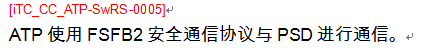 [iTC_CC_ATP-SwRS-0005]↵
ATP 使用 FSFB2 安全通信协议与 PSD 进行通信。↵